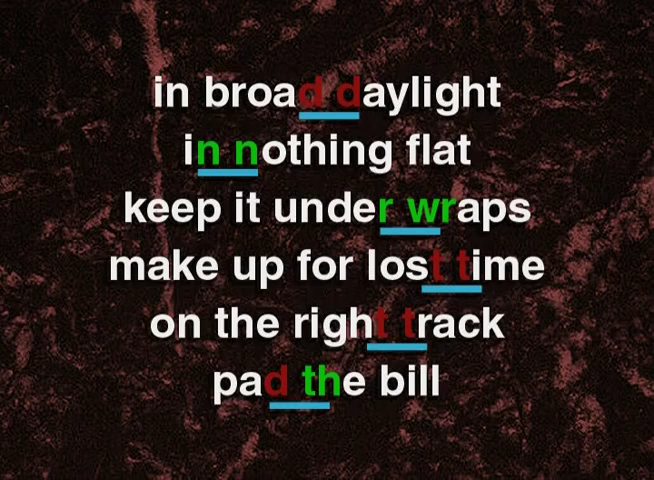 in broad daylight
in nothing flat
keep it under wraps
make up for lost time
on the right track
pad the bill